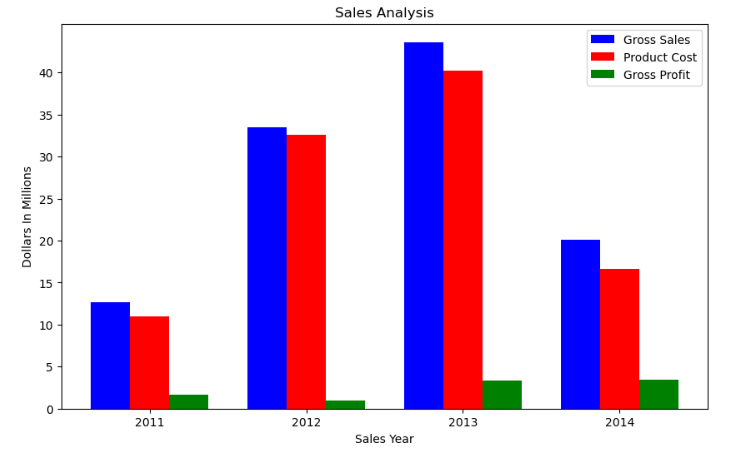 Sales Analysis
Gross Sales
Product Cost
Gross Profit
40
35
30
25
20
15
10
5
0
Dollars In Millions
2011 2012 2013 2014
Sales Year